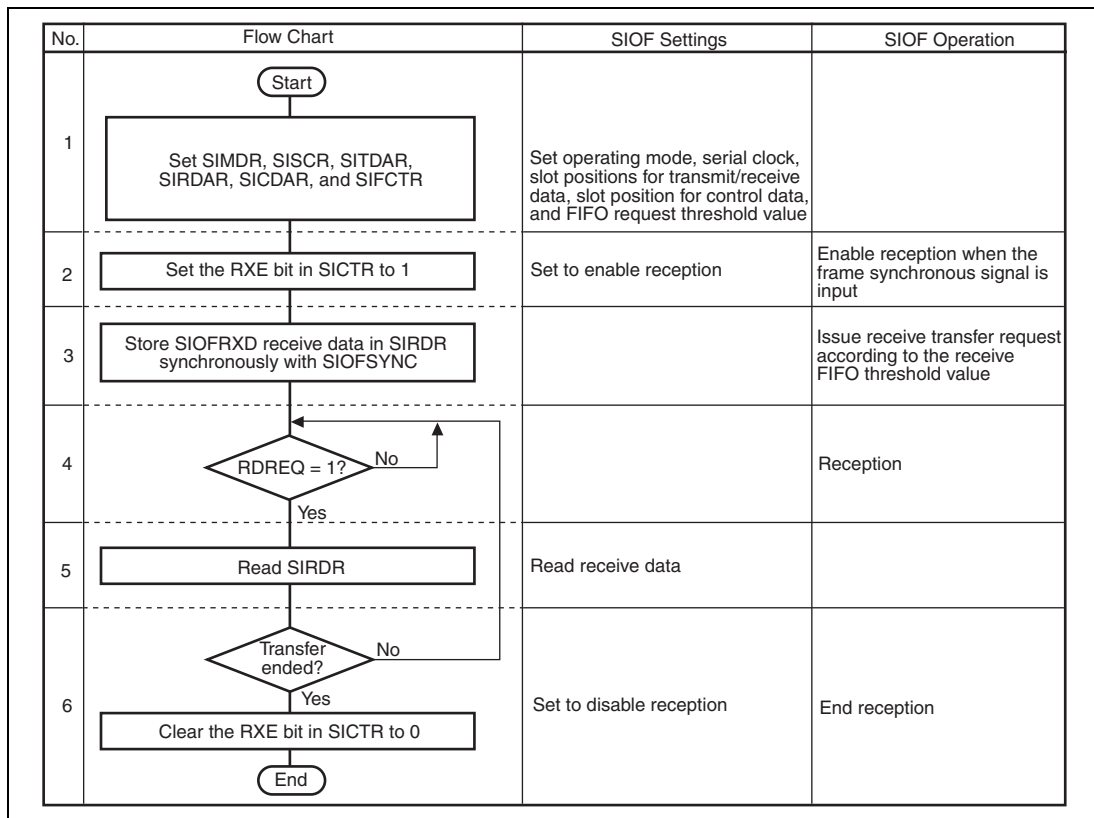 No.
Flow Chart
SIOF Settings
SIOF Operation
Start
1
Set SIMDR, SISCR, SITDAR,
SIRDAR, SICDAR, and SIFCTR
Set operating mode, serial clock,
slot positions for transmit/receive
data, slot position for control data,
and FIFO request threshold value
2
Set the RXE bit in SICTR to 1
Set to enable reception
Enable reception when the
frame synchronous signal is
input
3
Store SIOFRXD receive data in SIRDR
synchronously with SIOFSYNC
Issue receive transfer request
according to the receive
FIFO threshold value
4
RDREQ = 1?
No
Yes
Reception
5
Read SIRDR
Read receive data
6
Transfer
ended?
No
Yes
Clear the RXE bit in SICTR to 0
End
Set to disable reception
End reception